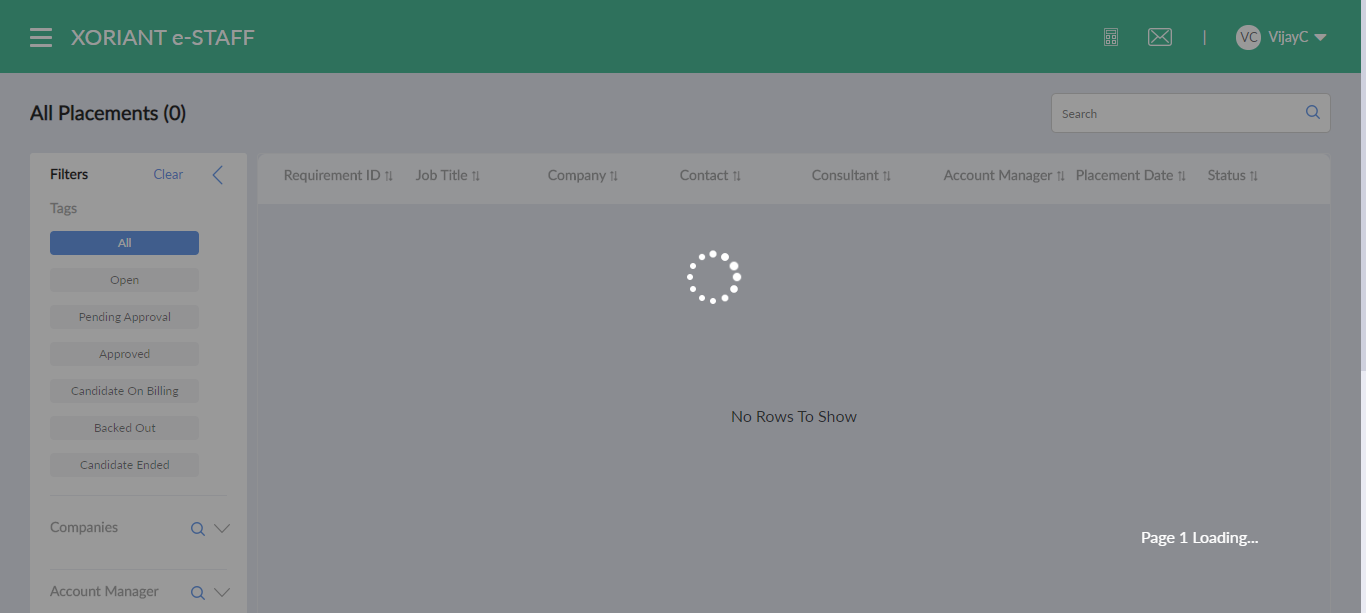 XORIANT e-STAFF
|
VC VijayC
All Placements (0)
Search
Filters Clear
Requirement ID Job Title Company Contact Consultant Account Manager Placement Date Status
Tags
All
Open
Pending Approval
Approved
Candidate On Billing
No Rows To Show
Backed Out
Candidate Ended
Companies
Page 1 Loading...
Account Manager